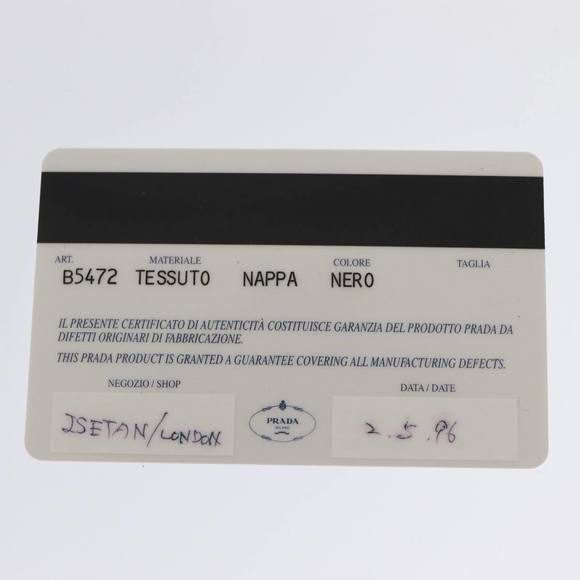 ART. MATERIALE COLORE TAGLIA
B5472 TESSUTO NAPPA NERO
IL PRESENTE CERTIFICATO DI AUTENTICITÀ COSTITUISCE GARANZIA DEL PRODOTTO PRADA DA
DIFETTI ORIGINARI DI FABBRICAZIONE.
THIS PRADA PRODUCT IS GRANTED A GUARANTEE COVERING ALL MANUFACTURING DEFECTS.
NEGOZIO / SHOP
ISETAN/LONDON
PRADA
MILANO
DATA / DATE
2.5.96